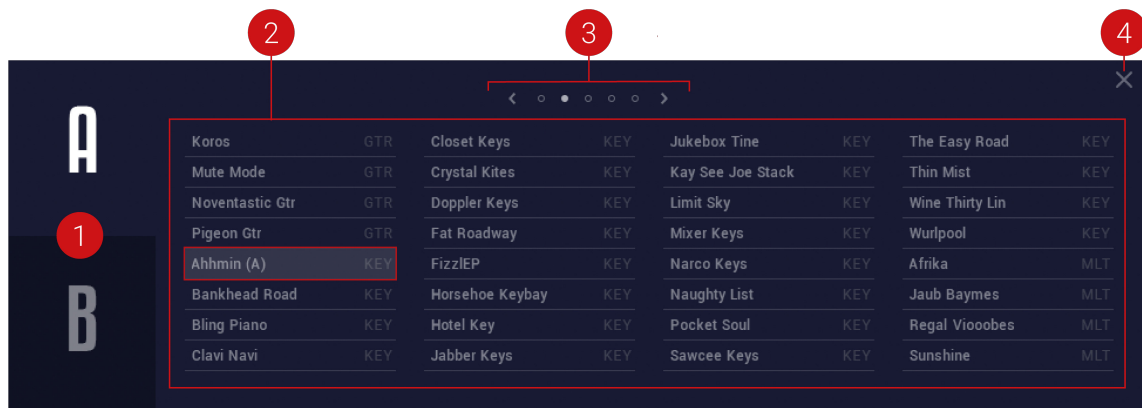 2 3 4
A
B
1
Koros GTR Closet Keys KEY Jukebox Tine KEY The Easy Road KEY
Mute Mode GTR Crystal Kites KEY Kay See Joe Stack KEY Thin Mist KEY
Noventastic Gtr GTR Doppler Keys KEY Limit Sky KEY Wine Thirty Lin KEY
Pigeon Gtr GTR Fat Roadway KEY Mixer Keys KEY Wurlpool KEY
Ahhmin (A) KEY FizzlEP KEY Narco Keys KEY Afrika MLT
Bankhead Road KEY Horsehoe Keybay KEY Naughty List KEY Jaub Baymes MLT
Bling Piano KEY Hotel Key KEY Pocket Soul KEY Regal Viooobes MLT
Clavi Navi KEY Jabber Keys KEY Sawcee Keys KEY Sunshine MLT